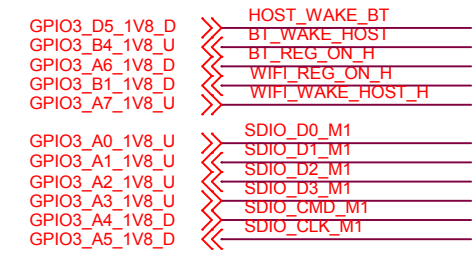 GPIO3_D5_1V8_D HOST_WAKE_BT
GPIO3_B4_1V8_U BT_WAKE_HOST
GPIO3_A6_1V8_D BT_REG_ON_H
GPIO3_B1_1V8_D WIFI_REG_ON_H
GPIO3_A7_1V8_U WIFI_WAKE_HOST_H
GPIO3_A0_1V8_U SDIO_D0_M1
GPIO3_A1_1V8_U SDIO_D1_M1
GPIO3_A2_1V8_U SDIO_D2_M1
GPIO3_A3_1V8_U SDIO_D3_M1
GPIO3_A4_1V8_D SDIO_CMD_M1
GPIO3_A5_1V8_D SDIO_CLK_M1